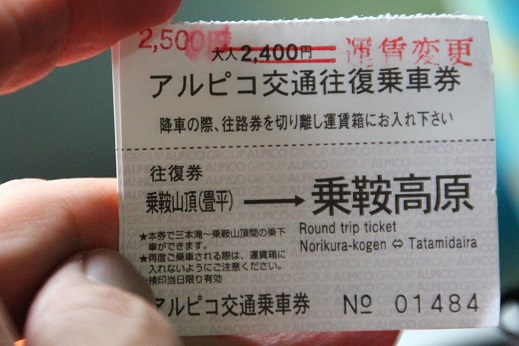 2,500円
大人 2,400円
運賃変更
アルピコ交通往復乗車券
降車の際、往路券を切り離し運賃箱にお入れ下さい
往復券
乗鞍山頂(畳平) → 乗鞍高原
Round trip ticket
Norikura-kogen ⇔ Tatamidaira
★本券で三本滝～乗鞍山頂間の乗下
車ができます。
★再度ご乗車される際は、運賃箱に
入れないようにご注意ください。
検印当日限り有効
アルピコ交通乗車券 № 01484